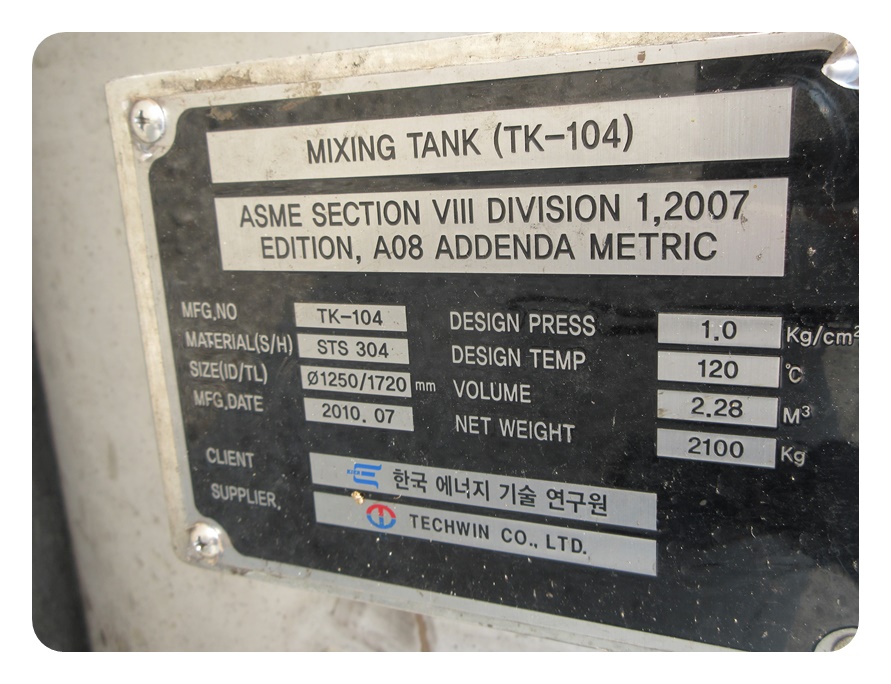 MIXING TANK (TK-104)
ASME SECTION VIII DIVISION 1,2007
EDITION, A08 ADDENDA METRIC
MFG.NO TK-104
MATERIAL(S/H) STS 304
SIZE(ID/TL) Ø1250/1720 mm
MFG.DATE 2010. 07
DESIGN PRESS 1.0 Kg/cm²
DESIGN TEMP 120 ℃
VOLUME 2.28 M³
NET WEIGHT 2100 Kg
CLIENT 한국 에너지 기술 연구원
SUPPLIER. TECHWIN CO., LTD.